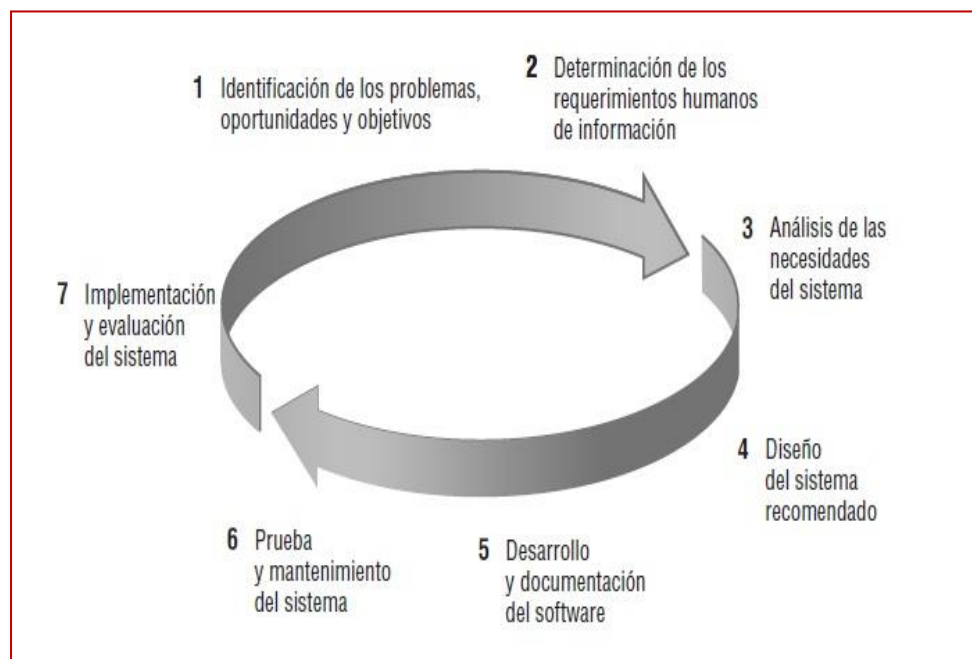 1 Identificación de los problemas,
oportunidades y objetivos
2 Determinación de los
requerimientos humanos
de información
3 Análisis de las
necesidades
del sistema
4 Diseño
del sistema
recomendado
5 Desarrollo
y documentación
del software
6 Prueba
y mantenimiento
del sistema
7 Implementación
y evaluación
del sistema